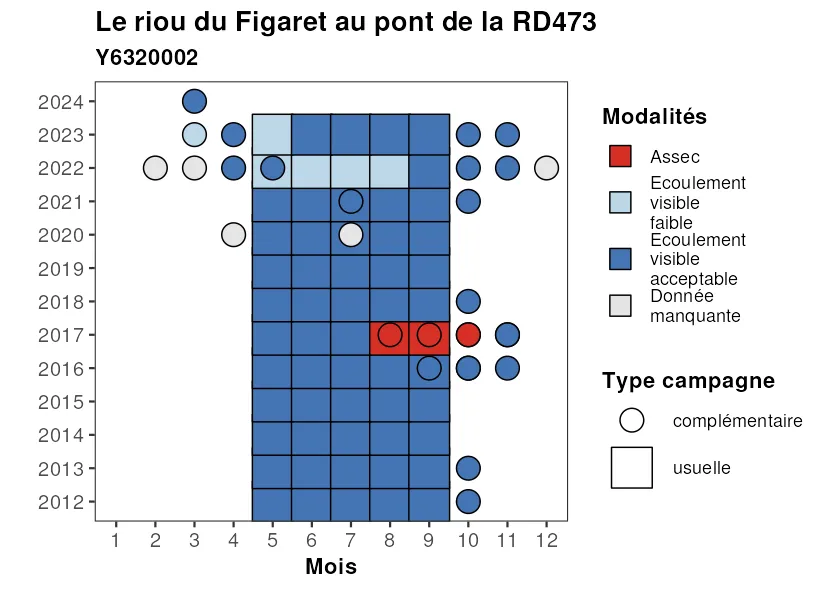 Le riou du Figaret au pont de la RD473
Y6320002
2024
2023
2022
2021
2020
2019
2018
2017
2016
2015
2014
2013
2012
1 2 3 4 5 6 7 8 9 10 11 12
Mois
Modalités
Assec
Ecoulement
visible
faible
Ecoulement
visible
acceptable
Donnée
manquante
Type campagne
complémentaire
usuelle